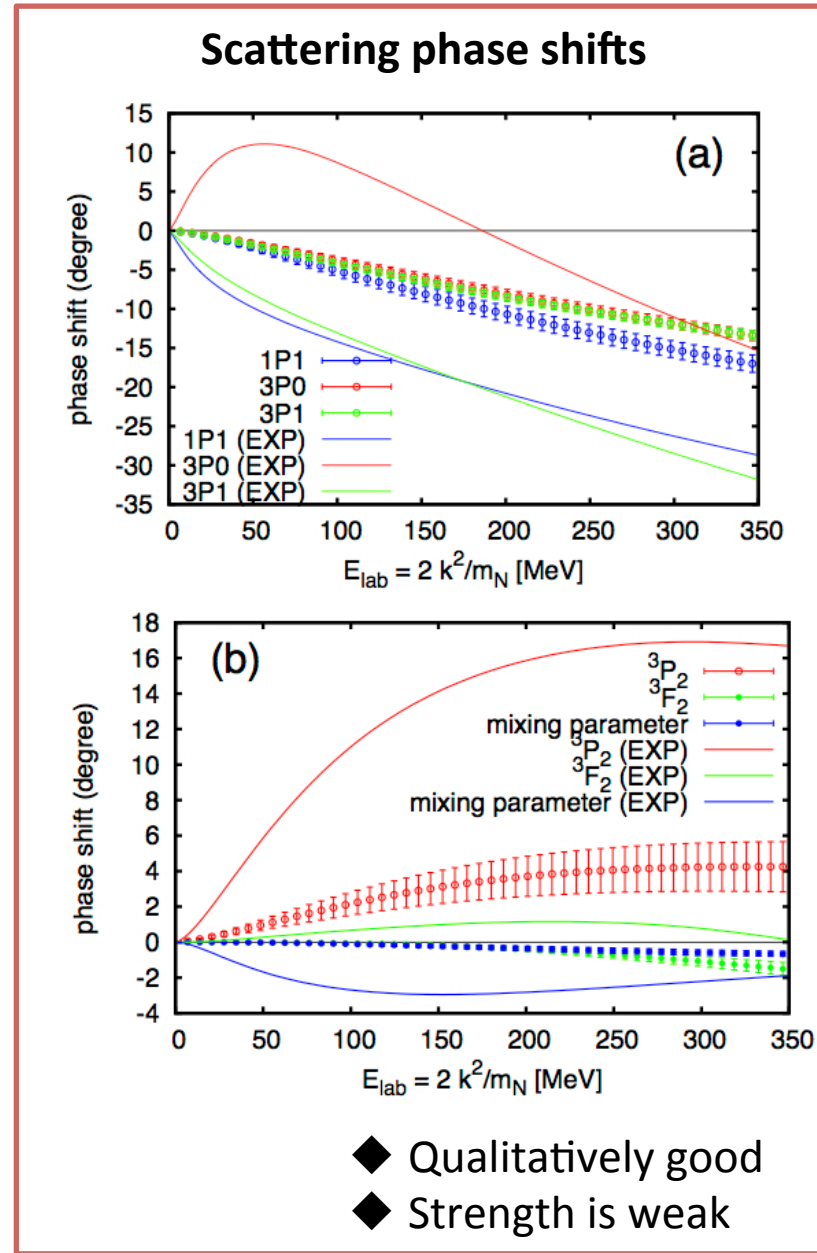 Scattering phase shifts
15
10
5
0
-5
-10
-15
-20
-25
-30
-35
phase shift (degree)
(a)
1P1
3P0
3P1
1P1 (EXP)
3P0 (EXP)
3P1 (EXP)
0 50 100 150 200 250 300 350
E_lab = 2 k²/m_N [MeV]
18
16
14
12
10
8
6
4
2
0
-2
-4
phase shift (degree)
(b)
³P₂
³F₂
mixing parameter
³P₂ (EXP)
³F₂ (EXP)
mixing parameter (EXP)
0 50 100 150 200 250 300 350
E_lab = 2 k²/m_N [MeV]
◆ Qualitatively good
◆ Strength is weak